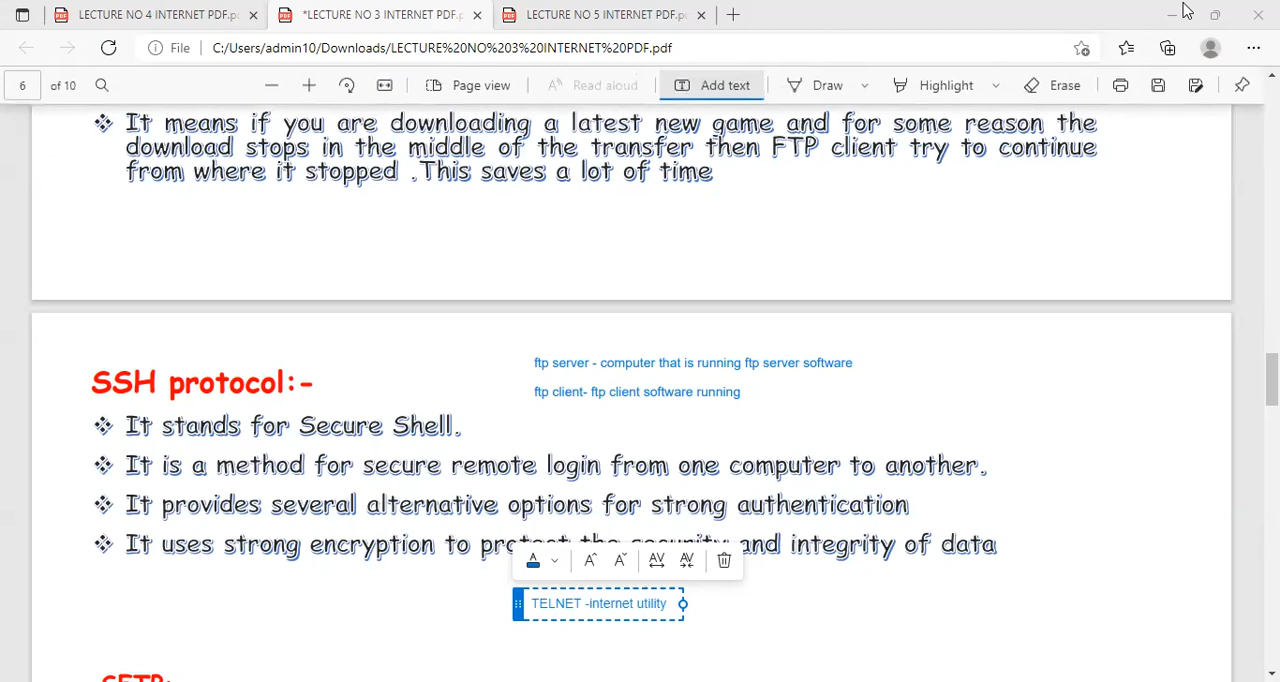 LECTURE NO 4 INTERNET PDF.p
*LECTURE NO 3 INTERNET PDF.p
LECTURE NO 5 INTERNET PDF.p
File
C:/Users/admin10/Downloads/LECTURE%20NO%203%20INTERNET%20PDF.pdf
6 of 10
Page view
Read aloud
Add text
Draw
Highlight
Erase
It means if you are downloading a latest new game and for some reason the
download stops in the middle of the transfer then FTP client try to continue
from where it stopped .This saves a lot of time
ftp server - computer that is running ftp server software
SSH protocol:-
ftp client- ftp client software running
It stands for Secure Shell.
It is a method for secure remote login from one computer to another.
It provides several alternative options for strong authentication
It uses strong encryption to protect the security and integrity of data
TELNET -internet utility